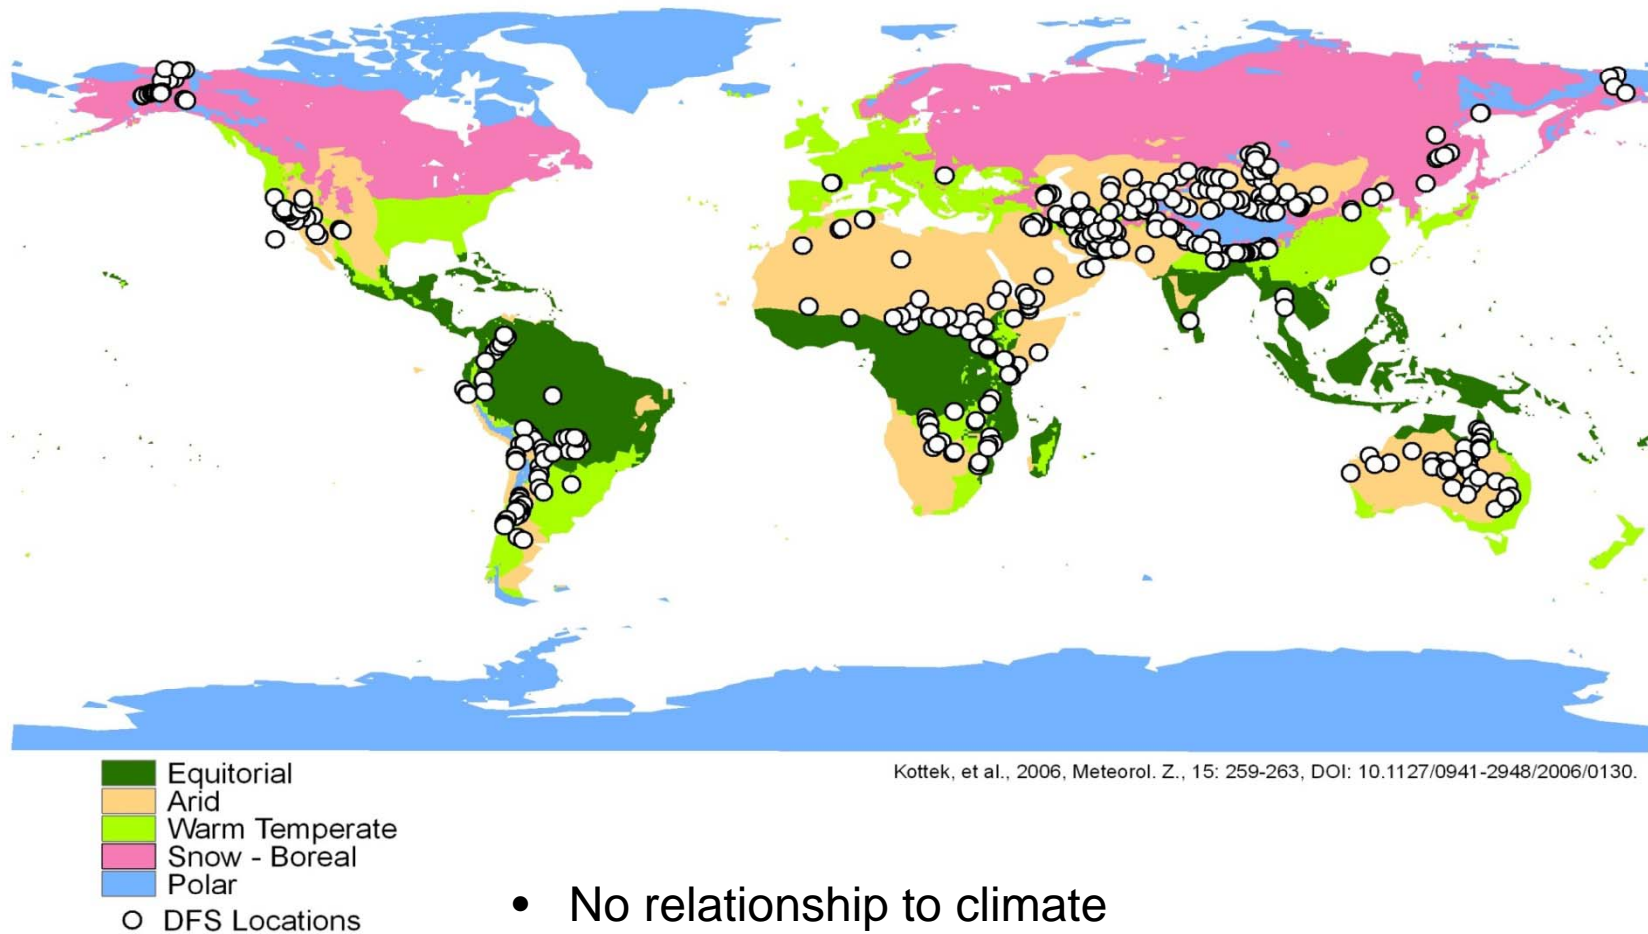 Equitorial
Arid
Warm Temperate
Snow - Boreal
Polar
DFS Locations
Kottek, et al., 2006, Meteorol. Z., 15: 259-263, DOI: 10.1127/0941-2948/2006/0130.
• No relationship to climate